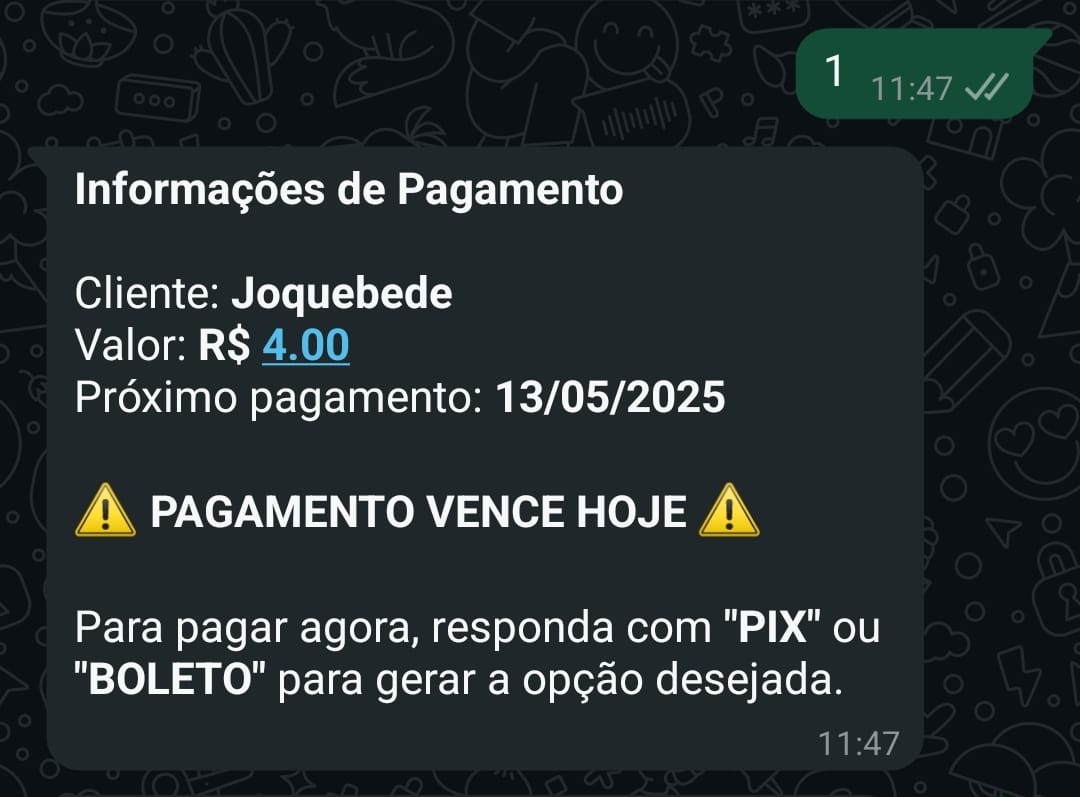 1 11:47
Informações de Pagamento
Cliente: Joquebede
Valor: R$ 4.00
Próximo pagamento: 13/05/2025
⚠️ PAGAMENTO VENCE HOJE ⚠️
Para pagar agora, responda com "PIX" ou
"BOLETO" para gerar a opção desejada.
11:47